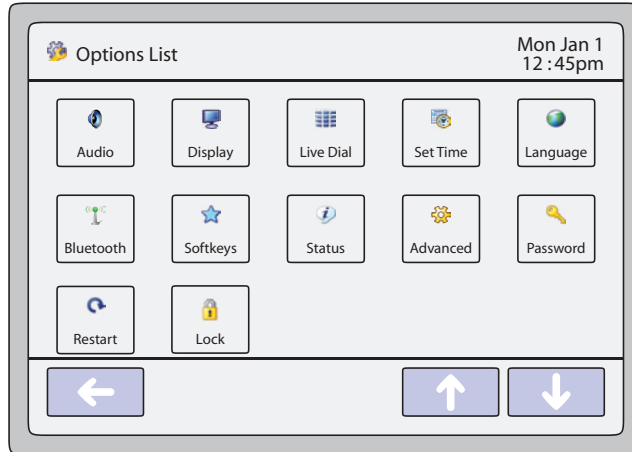 Options List
Mon Jan 1
12:45pm
Audio
Display
Live Dial
Set Time
Language
Bluetooth
Softkeys
Status
Advanced
Password
Restart
Lock